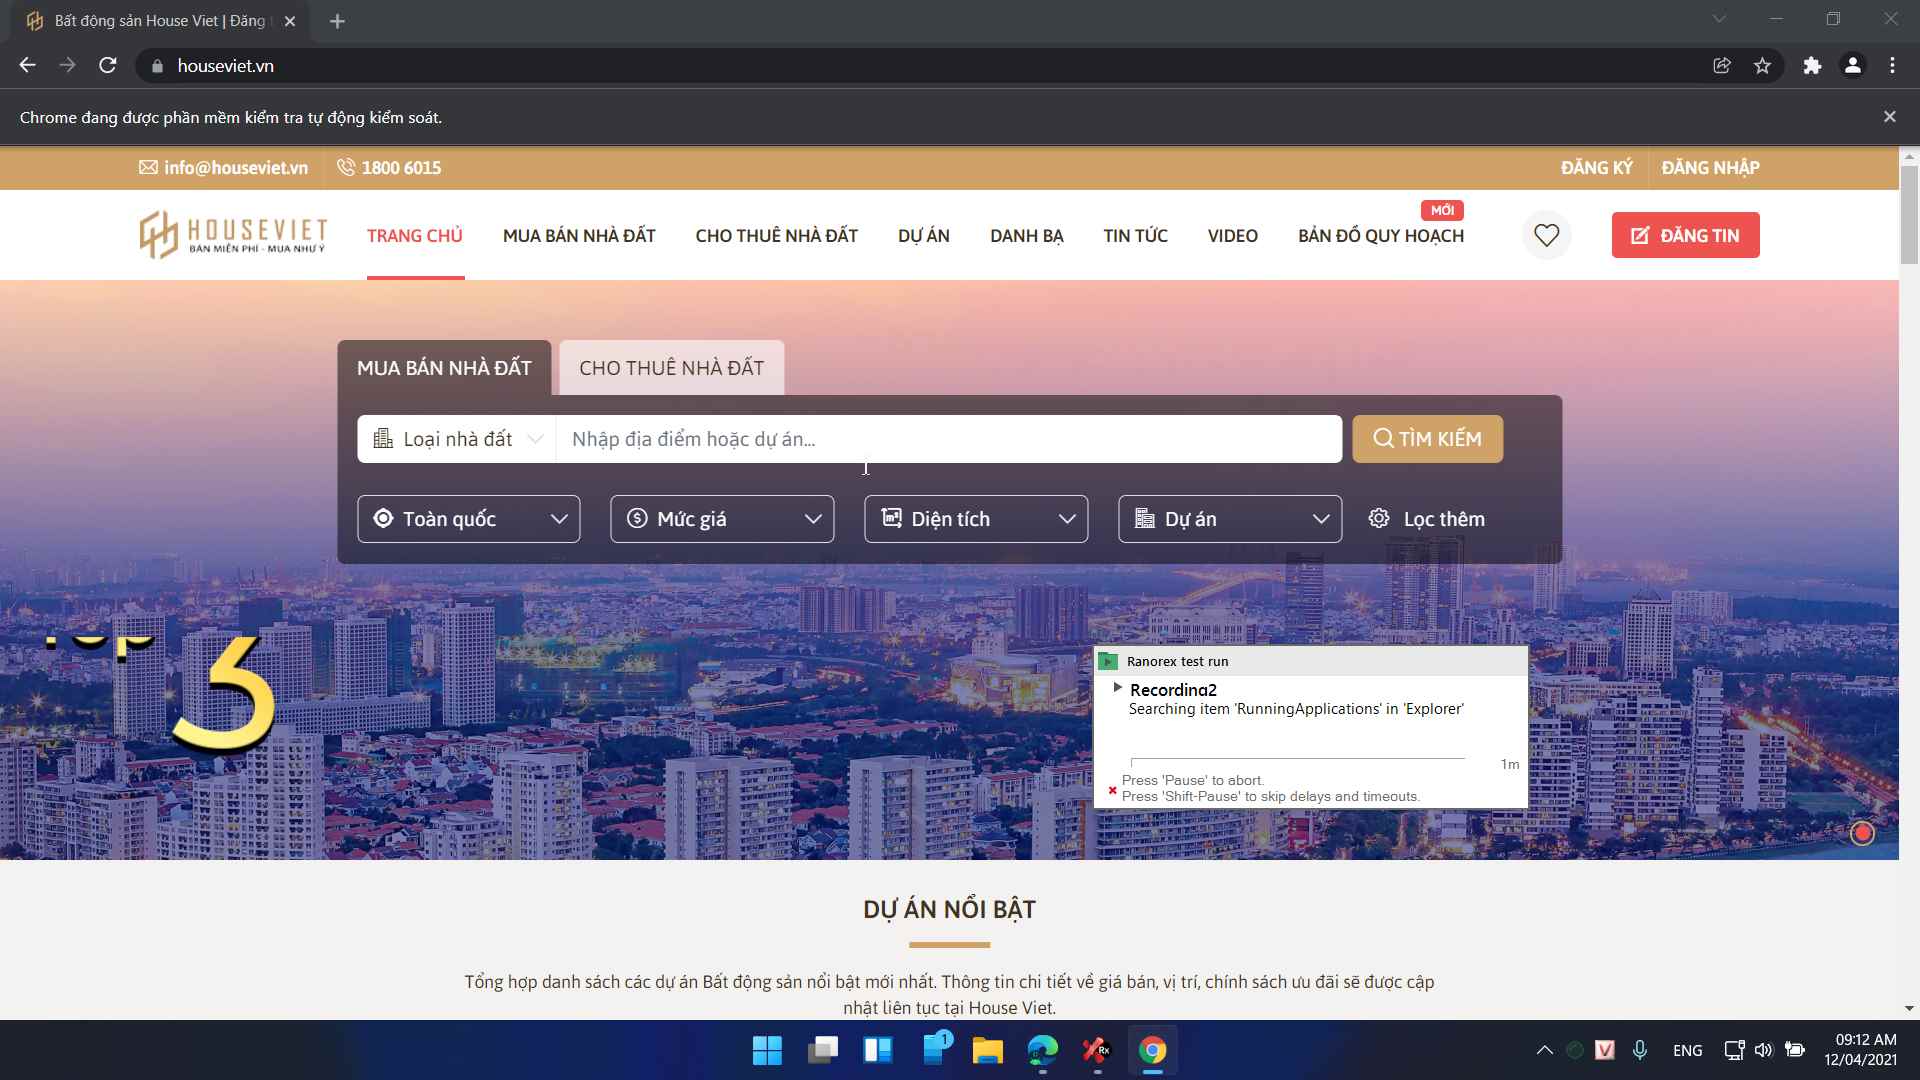 Bất động sản House Viet | Đăng
houseviet.vn
Chrome đang được phần mềm kiểm tra tự động kiểm soát.
info@houseviet.vn
1800 6015
ĐĂNG KÝ
ĐĂNG NHẬP
HOUSEVIET
BÁN MIỄN PHÍ - MUA NHƯ Ý
TRANG CHỦ
MUA BÁN NHÀ ĐẤT
CHO THUÊ NHÀ ĐẤT
DỰ ÁN
DANH BẠ
TIN TỨC
VIDEO
MỚI
BẢN ĐỒ QUY HOẠCH
ĐĂNG TIN
MUA BÁN NHÀ ĐẤT
CHO THUÊ NHÀ ĐẤT
Loại nhà đất
Nhập địa điểm hoặc dự án...
TÌM KIẾM
Toàn quốc
Mức giá
Diện tích
Dự án
Lọc thêm
3
Ranorex test run
Recording2
Searching item 'RunningApplications' in 'Explorer'
1m
Press 'Pause' to abort.
Press 'Shift-Pause' to skip delays and timeouts.
DỰ ÁN NỔI BẬT
Tổng hợp danh sách các dự án Bất động sản nổi bật mới nhất. Thông tin chi tiết về giá bán, vị trí, chính sách ưu đãi sẽ được cập
nhật liên tục tại House Viet.
1
Rx
V
ENG
09:12 AM
12/04/2021